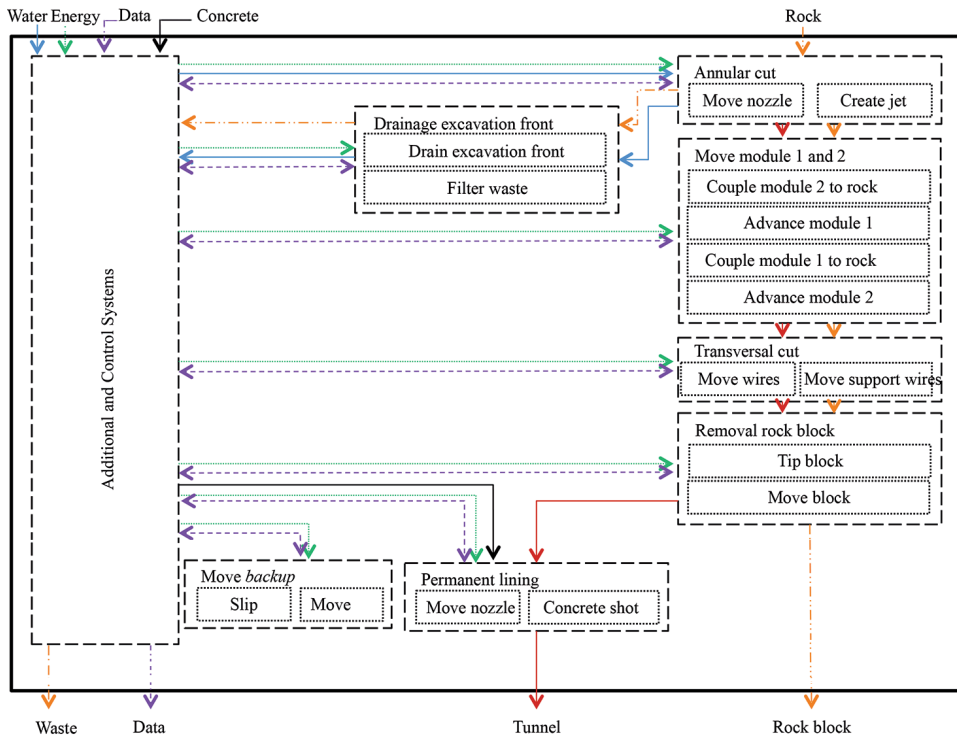 Water Energy Data Concrete Rock
Annular cut
Move nozzle Create jet
Drainage excavation front
Drain excavation front
Filter waste
Move module 1 and 2
Couple module 2 to rock
Advance module 1
Couple module 1 to rock
Advance module 2
Additional and Control Systems
Transversal cut
Move wires Move support wires
Removal rock block
Tip block
Move block
Move backup
Slip Move
Permanent lining
Move nozzle Concrete shot
Waste Data Tunnel Rock block